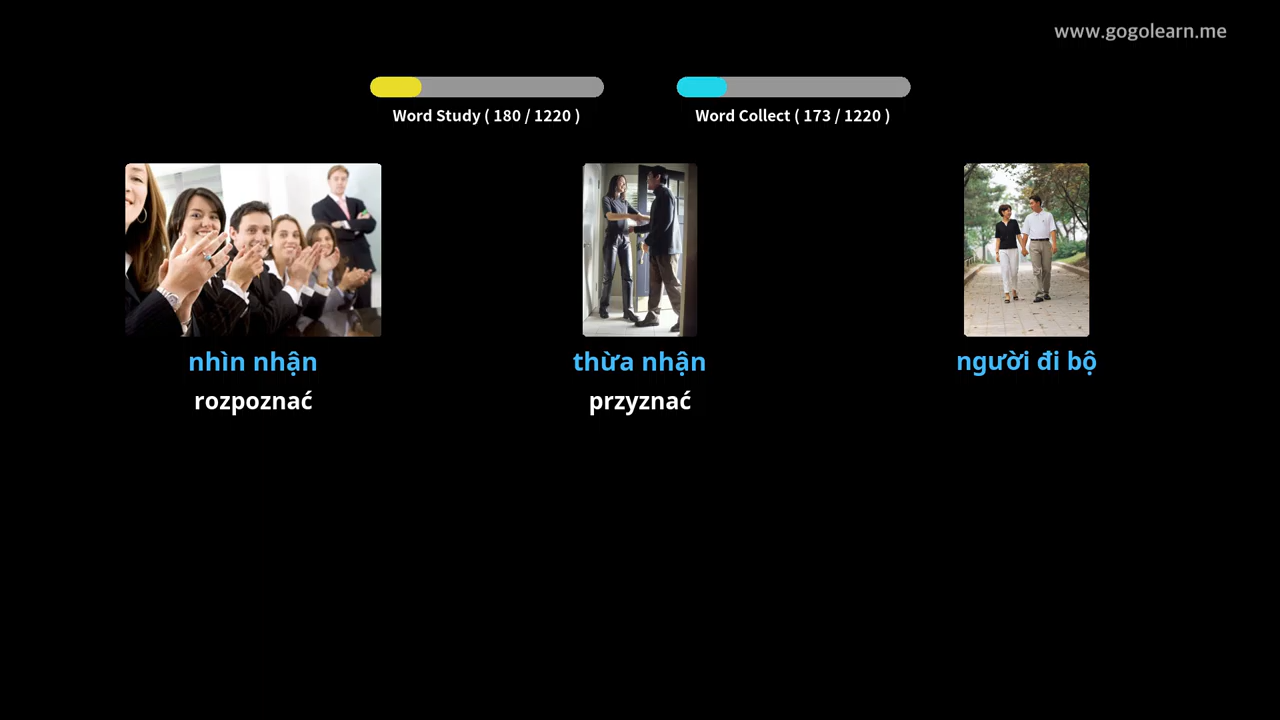 www.gogolearn.me
Word Study ( 180 / 1220 )
Word Collect ( 173 / 1220 )
nhìn nhận
rozpoznać
thừa nhận
przyznać
người đi bộ